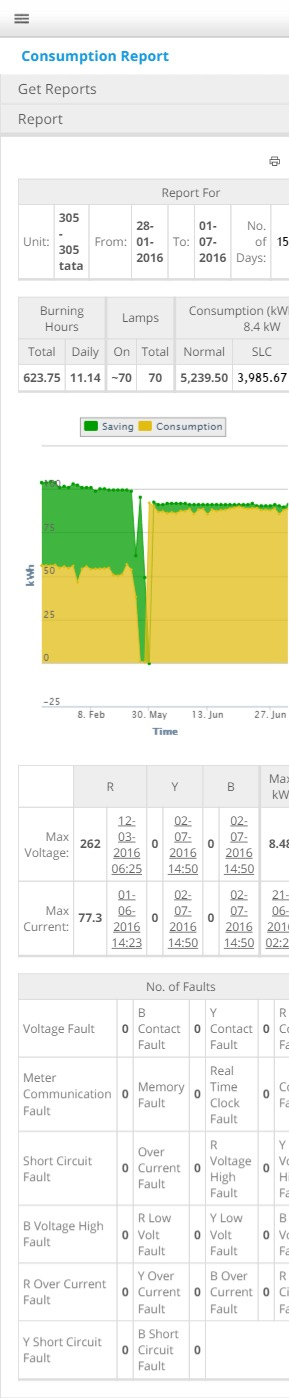 Consumption Report
Get Reports
Report
Report For
Unit: 305 - 305 tata From: 28-01-2016 To: 01-07-2016 No. of Days: 15
Burning Hours Lamps Consumption (kW
8.4 kW
Total Daily On Total Normal SLC
623.75 11.14 ~70 70 5,239.50 3,985.67
Saving Consumption
100
75
50
25
0
−25
kWh
8. Feb 30. May 13. Jun 27. Jun
Time
R Y B Max kW
Max Voltage: 262 12-03-2016 06:25 0 02-07-2016 14:50 0 02-07-2016 14:50 8.48
Max Current: 77.3 01-06-2016 14:23 0 02-07-2016 14:50 0 02-07-2016 14:50 21-06-201 02:2
No. of Faults
Voltage Fault 0 B Contact Fault 0 Y Contact Fault 0 R Co Fa
Meter Communication Fault 0 Memory Fault 0 Real Time Clock Fault 0 Co Fa
Short Circuit Fault 0 Over Current Fault 0 R Voltage High Fault 0 Y Vo Hi Fa
B Voltage High Fault 0 R Low Volt Fault 0 Y Low Volt Fault 0 B Vo Fa
R Over Current Fault 0 Y Over Current Fault 0 B Over Current Fault 0 R Ci Fa
Y Short Circuit Fault 0 B Short Circuit Fault 0